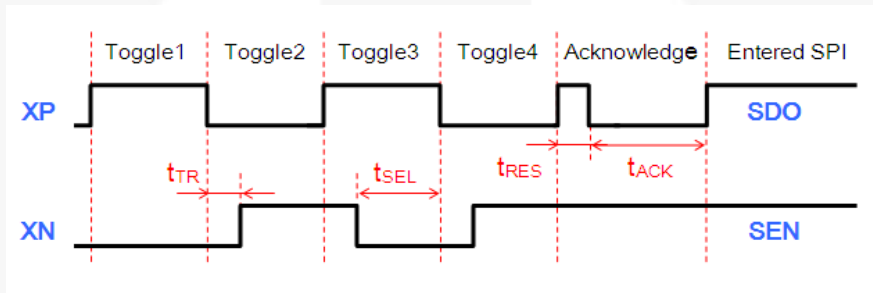 Toggle1 Toggle2 Toggle3 Toggle4 Acknowledge Entered SPI
XP SDO
tTR tSEL tRES tACK
XN SEN